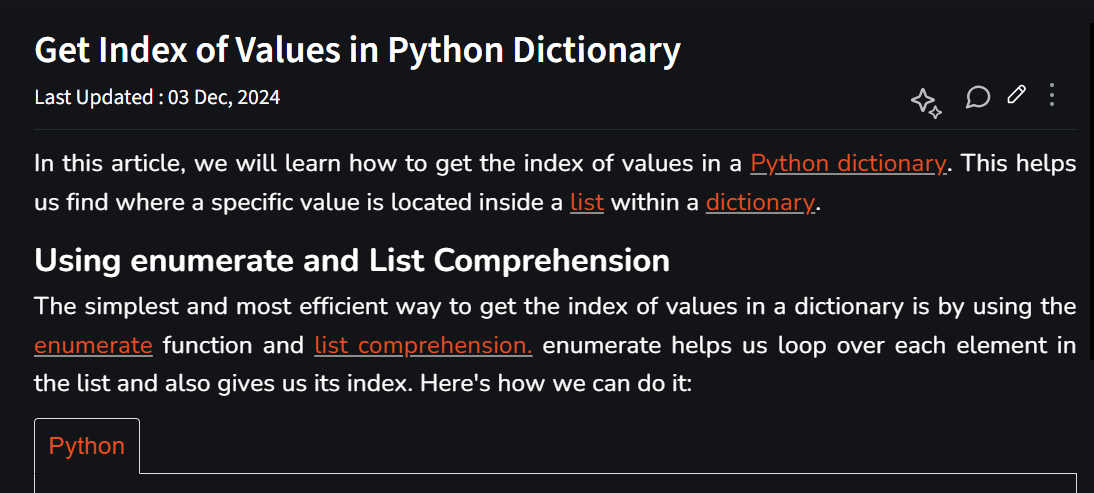 Get Index of Values in Python Dictionary
Last Updated : 03 Dec, 2024
In this article, we will learn how to get the index of values in a Python dictionary. This helps
us find where a specific value is located inside a list within a dictionary.
Using enumerate and List Comprehension
The simplest and most efficient way to get the index of values in a dictionary is by using the
enumerate function and list comprehension. enumerate helps us loop over each element in
the list and also gives us its index. Here's how we can do it:
Python